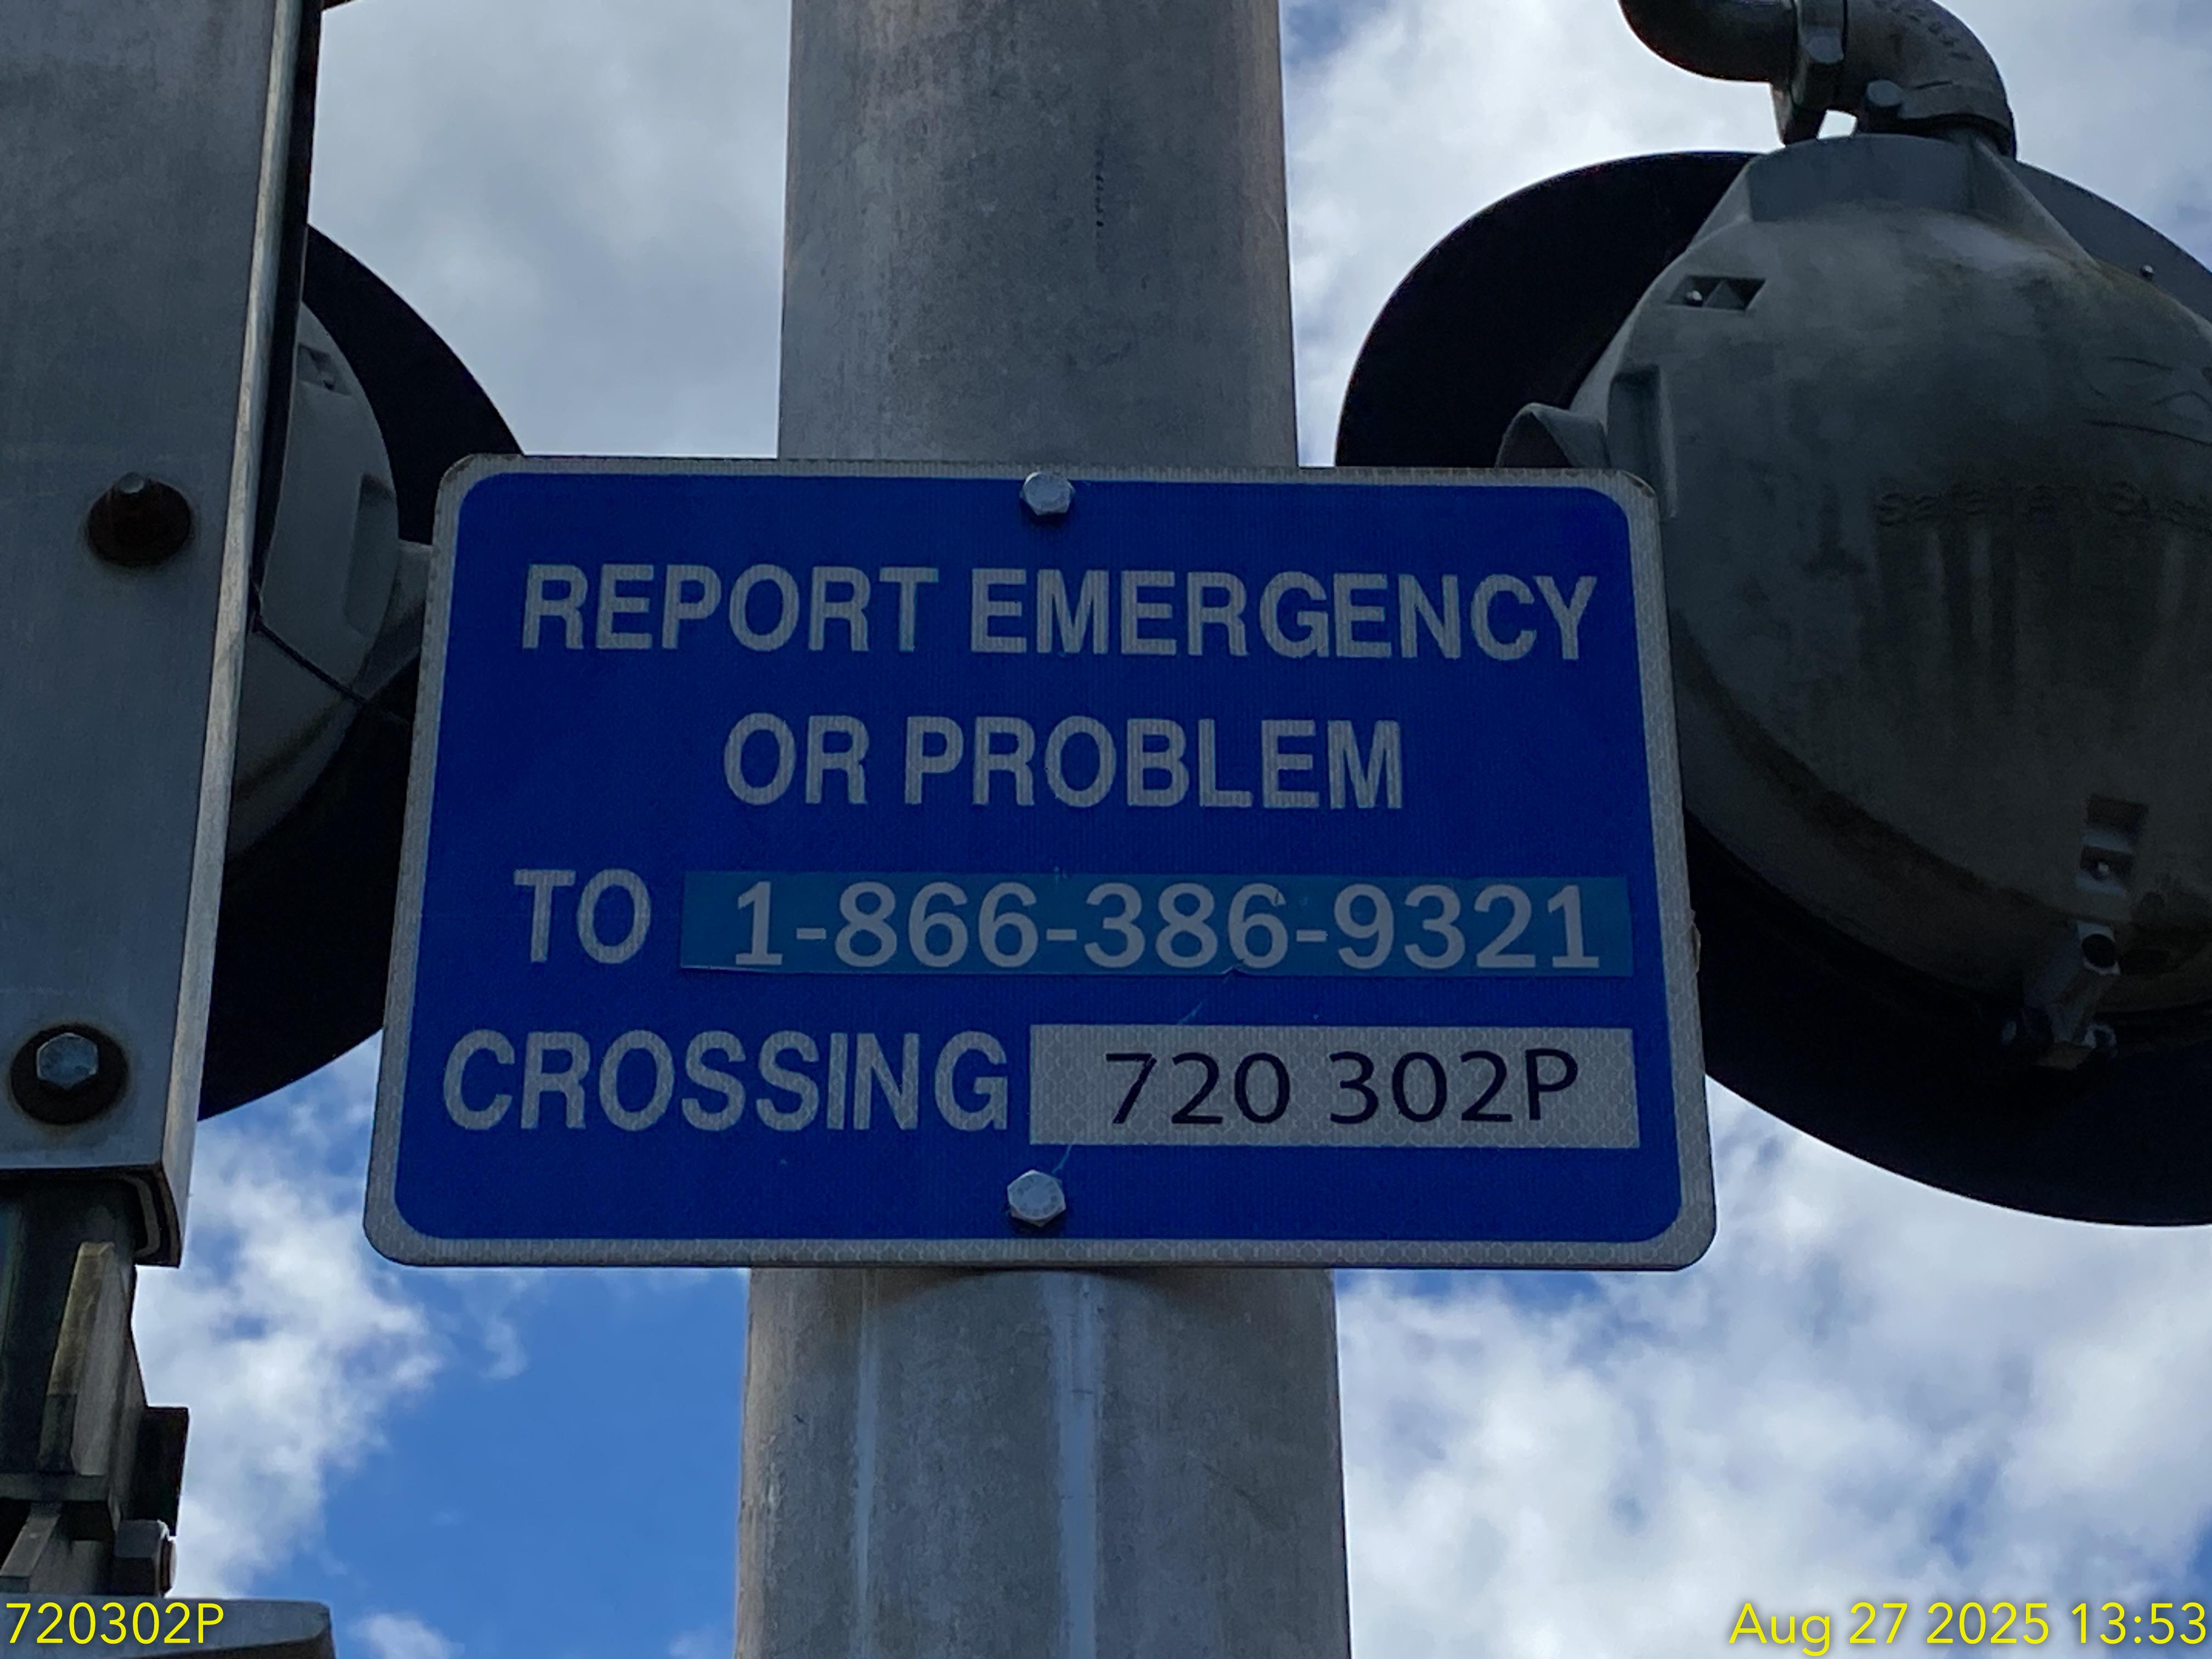 REPORT EMERGENCY
OR PROBLEM
TO 1-866-386-9321
CROSSING 720 302P
720302P
Aug 27 2025 13:53